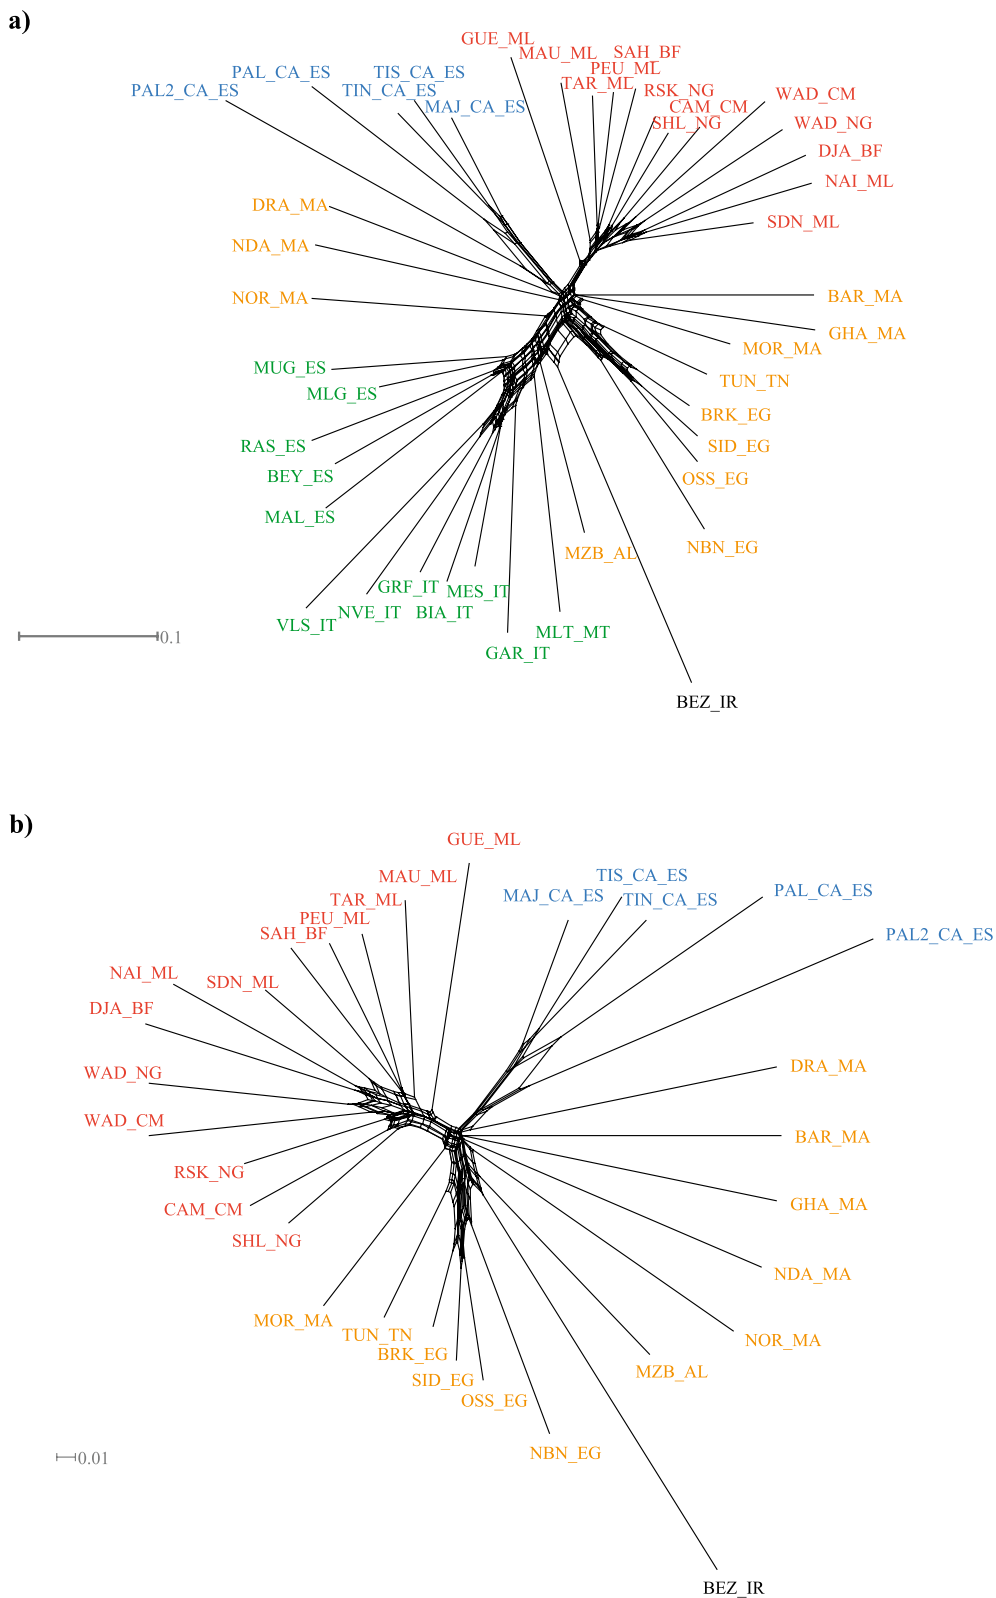 a)
GUE_ML
MAU_ML
SAH_BF
PEU_ML
TAR_ML
RSK_NG
CAM_CM
SHL_NG
WAD_CM
WAD_NG
DJA_BF
NAI_ML
SDN_ML
PAL_CA_ES
PAL2_CA_ES
TIS_CA_ES
TIN_CA_ES
MAJ_CA_ES
DRA_MA
NDA_MA
NOR_MA
BAR_MA
GHA_MA
MOR_MA
TUN_TN
BRK_EG
SID_EG
OSS_EG
NBN_EG
MUG_ES
MLG_ES
RAS_ES
BEY_ES
MAL_ES
MZB_AL
GRF_IT
MES_IT
NVE_IT
BIA_IT
VLS_IT
MLT_MT
GAR_IT
0.1
BEZ_IR
b)
GUE_ML
MAU_ML
TAR_ML
PEU_ML
SAH_BF
NAI_ML
SDN_ML
DJA_BF
WAD_NG
WAD_CM
RSK_NG
CAM_CM
SHL_NG
TIS_CA_ES
MAJ_CA_ES
TIN_CA_ES
PAL_CA_ES
PAL2_CA_ES
DRA_MA
BAR_MA
GHA_MA
NDA_MA
NOR_MA
MZB_AL
MOR_MA
TUN_TN
BRK_EG
SID_EG
OSS_EG
NBN_EG
0.01
BEZ_IR